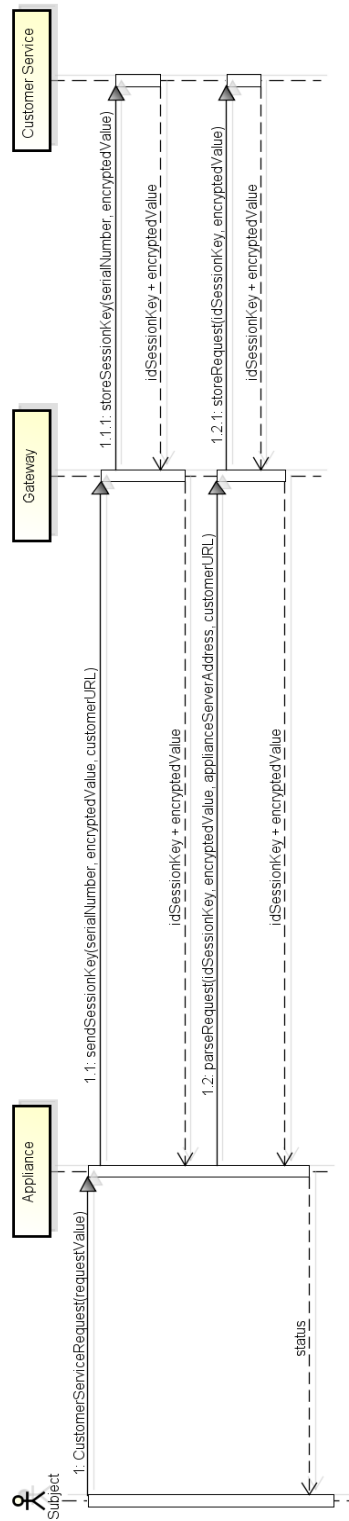 Subject
Appliance
Gateway
Customer Service
1: CustomerServiceRequest(requestValue)
1.1: sendSessionKey(serialNumber, encryptedValue, customerURL)
1.1.1: storeSessionKey(serialNumber, encryptedValue)
idSessionKey + encryptedValue
idSessionKey + encryptedValue
1.2: parseRequest(idSessionKey, encryptedValue, applianceServerAddress, customerURL)
1.2.1: storeRequest(idSessionKey, encryptedValue)
idSessionKey + encryptedValue
idSessionKey + encryptedValue
status